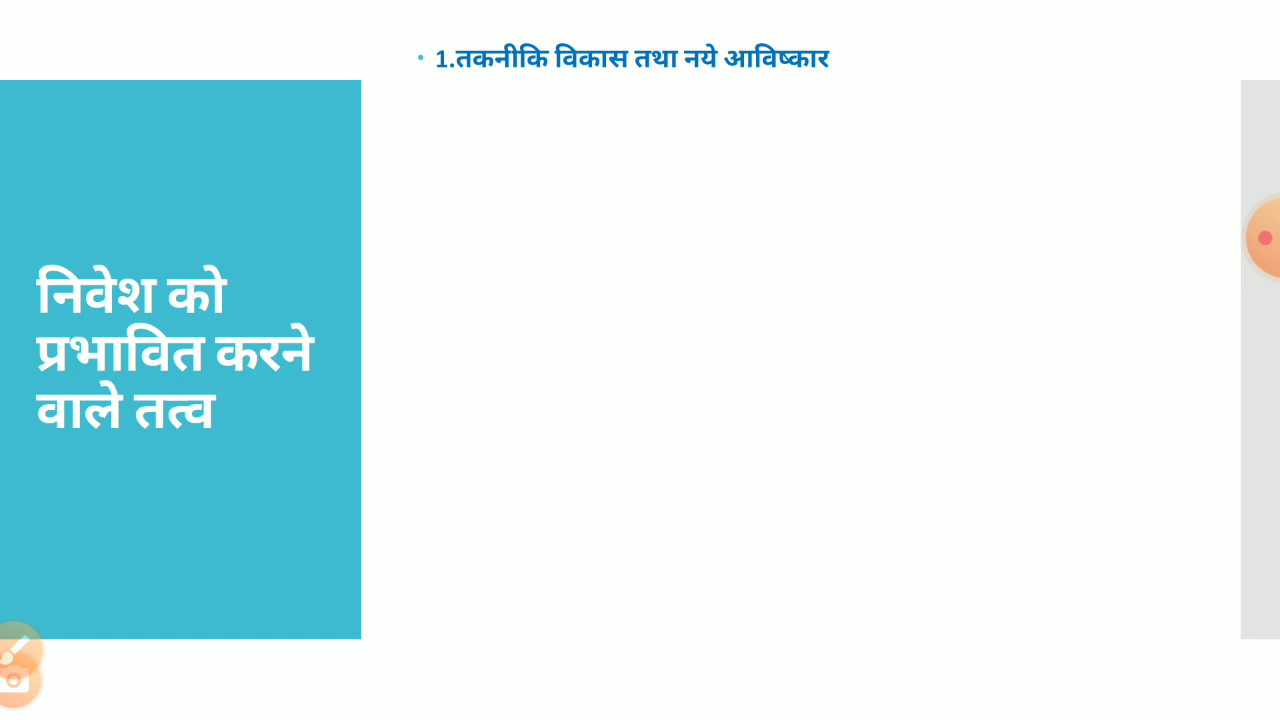 • 1.तकनीकि विकास तथा नये आविष्कार
निवेश को
प्रभावित करने
वाले तत्व